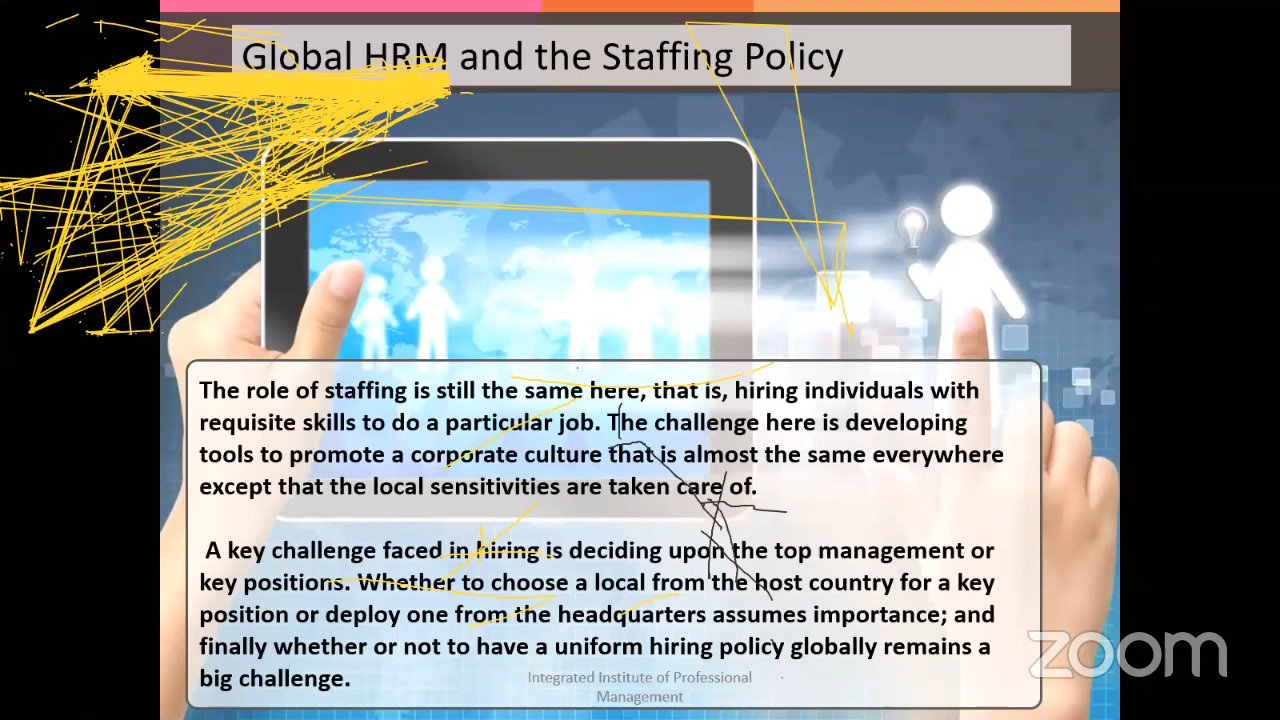 Global HRM and the Staffing Policy
The role of staffing is still the same here, that is, hiring individuals with
requisite skills to do a particular job. The challenge here is developing
tools to promote a corporate culture that is almost the same everywhere
except that the local sensitivities are taken care of.
A key challenge faced in hiring is deciding upon the top management or
key positions. Whether to choose a local from the host country for a key
position or deploy one from the headquarters assumes importance; and
finally whether or not to have a uniform hiring policy globally remains a
big challenge.
Integrated Institute of Professional
Management
zoom